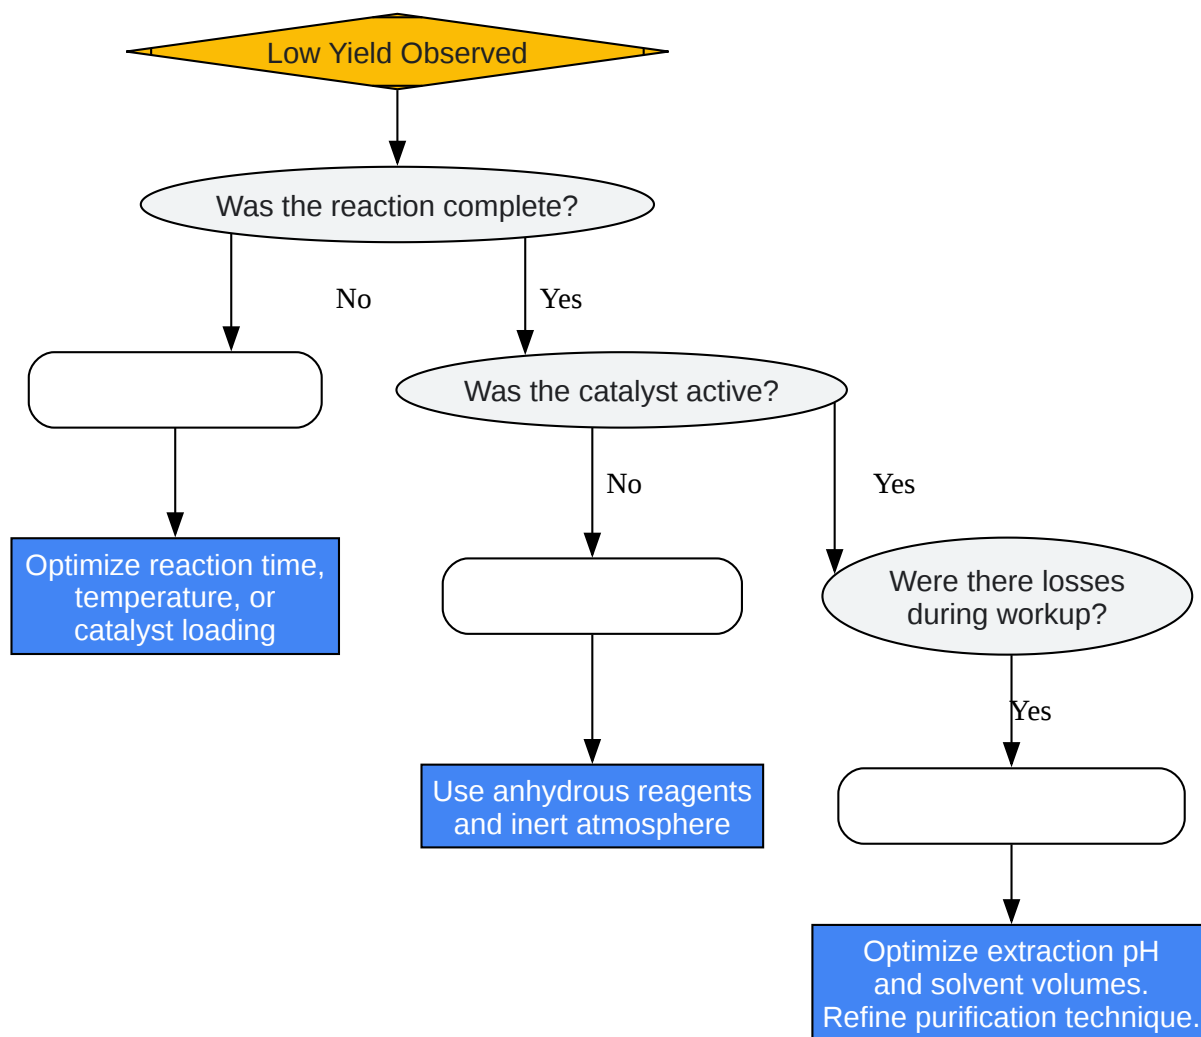 Low Yield Observed
Was the reaction complete?
No
Yes
Was the catalyst active?
No
Yes
Optimize reaction time,
temperature, or
catalyst loading
Were there losses
during workup?
Yes
Use anhydrous reagents
and inert atmosphere
Optimize extraction pH
and solvent volumes.
Refine purification technique.